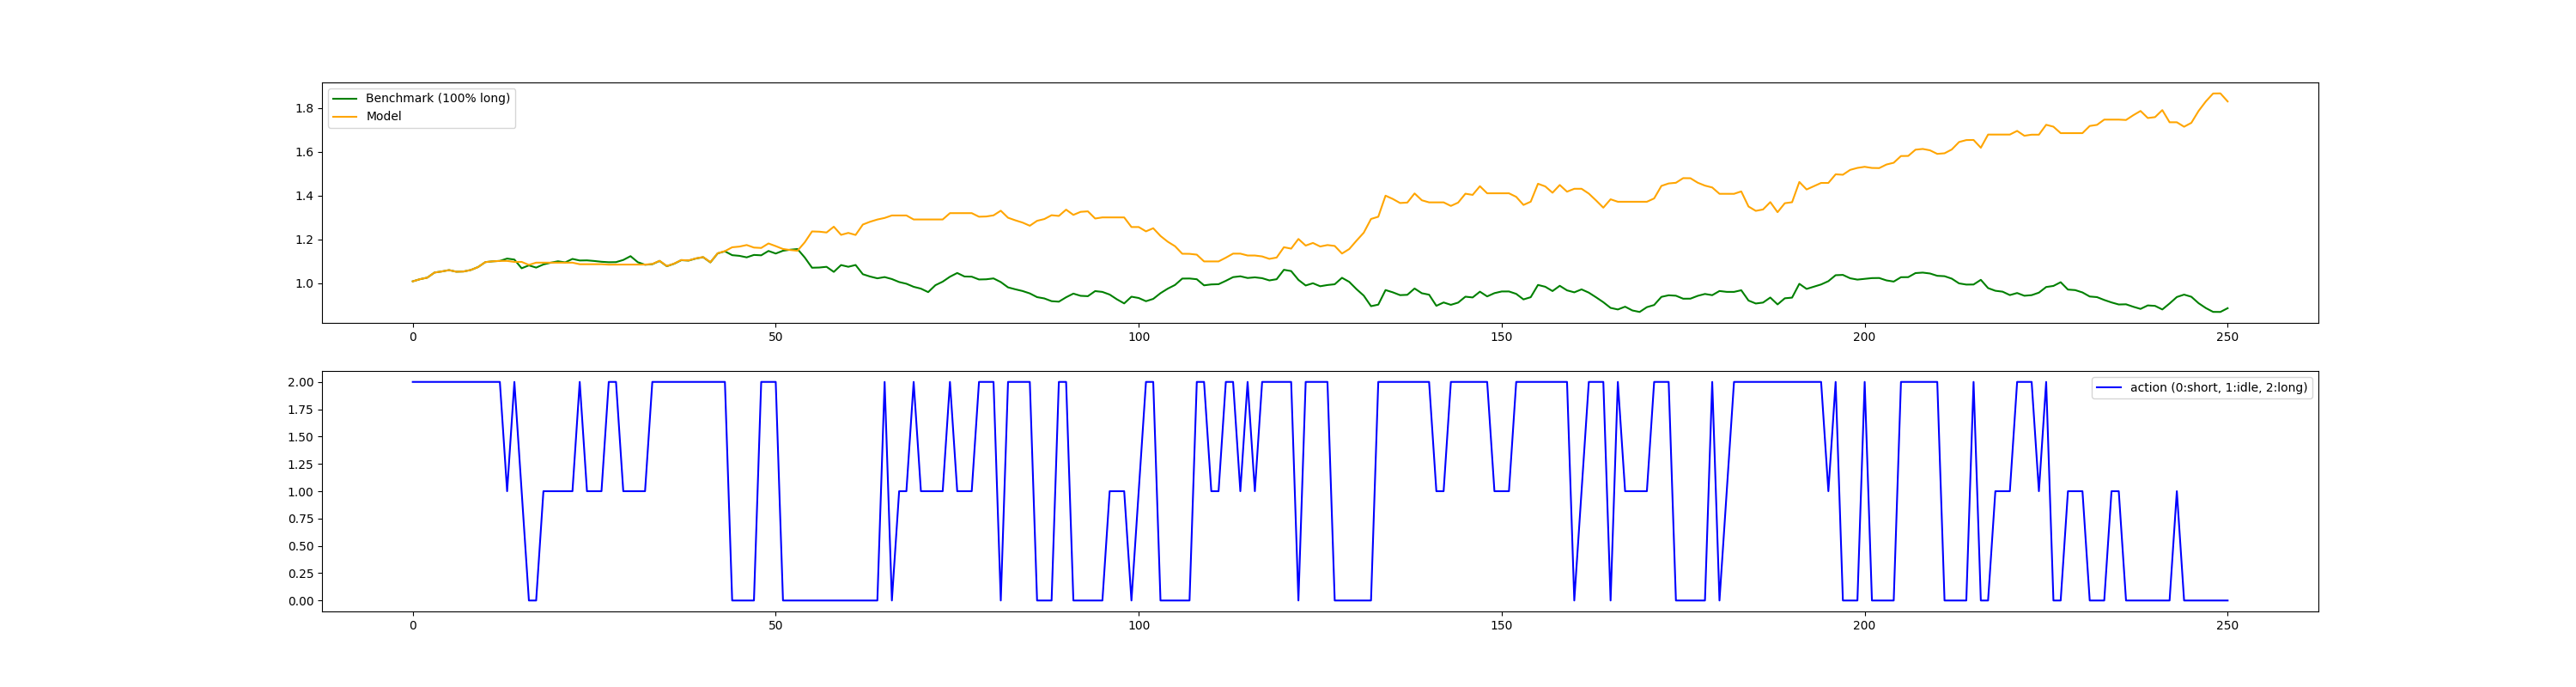 Benchmark (100% long)
Model
1.8
1.6
1.4
1.2
1.0
0 50 100 150 200 250
action (0:short, 1:idle, 2:long)
2.00
1.75
1.50
1.25
1.00
0.75
0.50
0.25
0.00
0 50 100 150 200 250